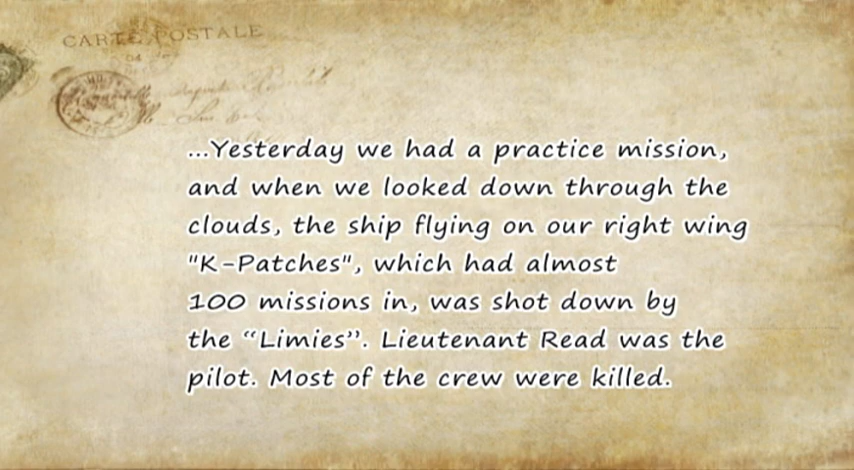 CARTE POSTALE
...Yesterday we had a practice mission,
and when we looked down through the
clouds, the ship flying on our right wing
"K-Patches", which had almost
100 missions in, was shot down by
the “Limies”. Lieutenant Read was the
pilot. Most of the crew were killed.